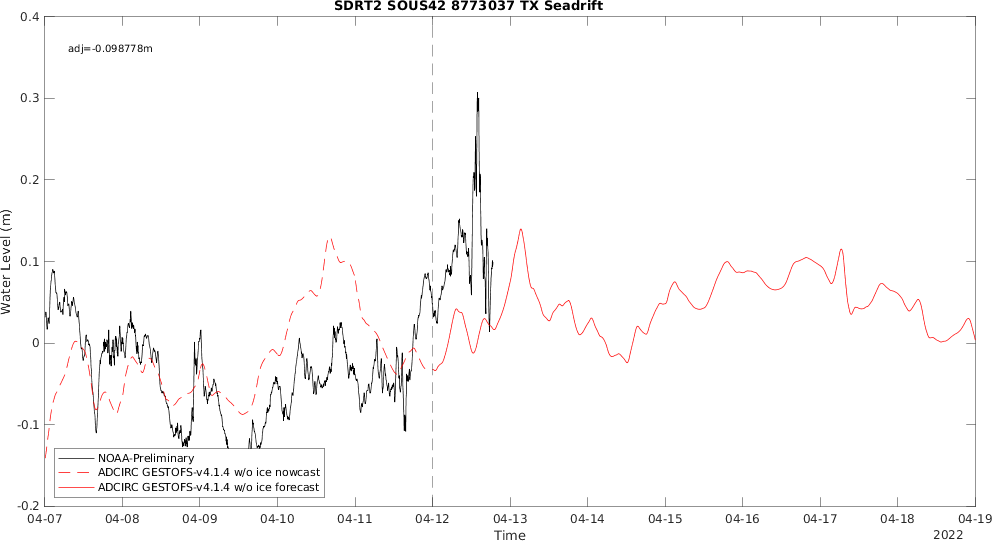 SDRT2 SOUS42 8773037 TX Seadrift
adj=-0.098778m
0.4
0.3
0.2
0.1
0
-0.1
-0.2
Water Level (m)
NOAA-Preliminary
ADCIRC GESTOFS-v4.1.4 w/o ice nowcast
ADCIRC GESTOFS-v4.1.4 w/o ice forecast
04-07 04-08 04-09 04-10 04-11 04-12 04-13 04-14 04-15 04-16 04-17 04-18 04-19
Time
2022